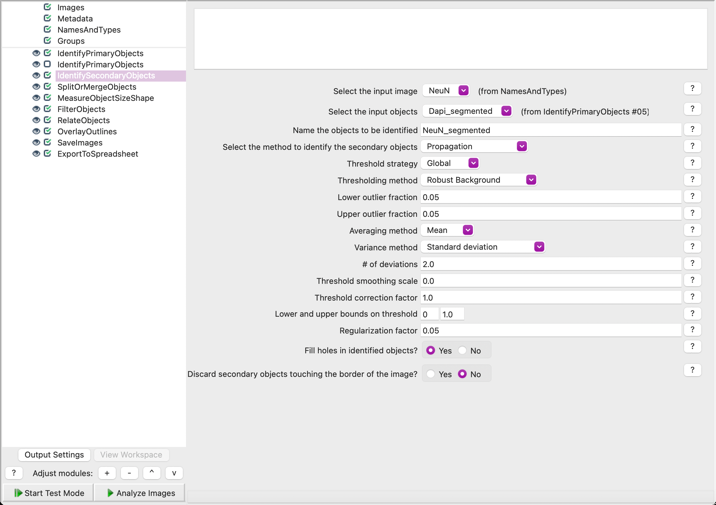 Images
Metadata
NamesAndTypes
Groups
IdentifyPrimaryObjects
IdentifyPrimaryObjects
IdentifySecondaryObjects
SplitOrMergeObjects
MeasureObjectSizeShape
FilterObjects
RelateObjects
OverlayOutlines
SaveImages
ExportToSpreadsheet
Select the input image NeuN (from NamesAndTypes) ?
Select the input objects Dapi_segmented (from IdentifyPrimaryObjects #05) ?
Name the objects to be identified NeuN_segmented ?
Select the method to identify the secondary objects Propagation ?
Threshold strategy Global ?
Thresholding method Robust Background ?
Lower outlier fraction 0.05 ?
Upper outlier fraction 0.05 ?
Averaging method Mean ?
Variance method Standard deviation ?
# of deviations 2.0 ?
Threshold smoothing scale 0.0 ?
Threshold correction factor 1.0 ?
Lower and upper bounds on threshold 0 1.0 ?
Regularization factor 0.05 ?
Fill holes in identified objects? Yes No ?
Discard secondary objects touching the border of the image? Yes No ?
Output Settings View Workspace
? Adjust modules: + - ^ v
Start Test Mode Analyze Images